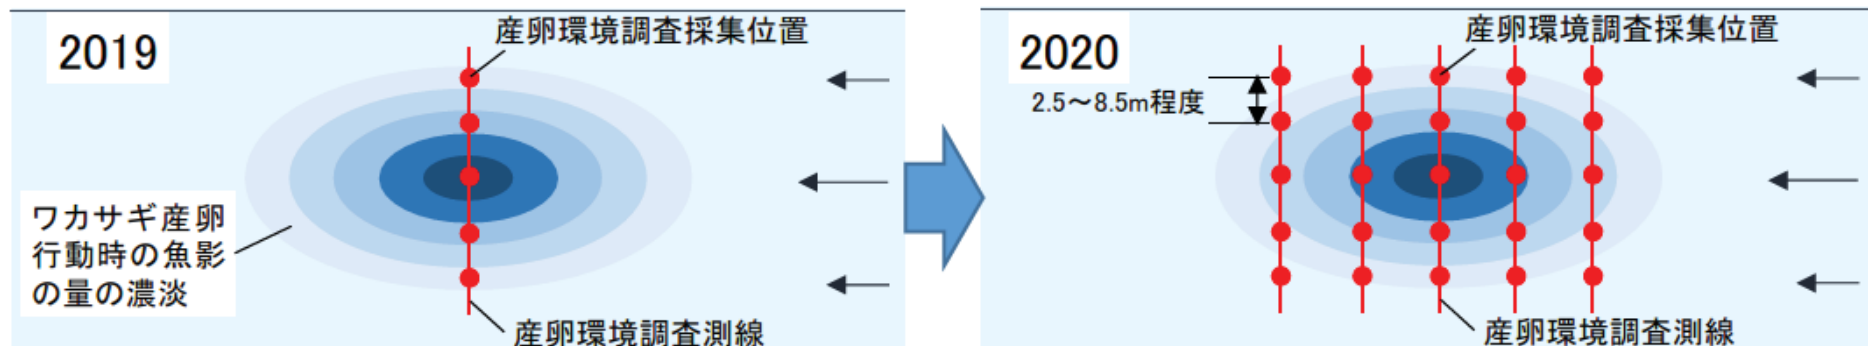 2019
産卵環境調査採集位置
ワカサギ産卵
行動時の魚影
の量の濃淡
産卵環境調査測線
2020
産卵環境調査採集位置
2.5～8.5m程度
産卵環境調査測線